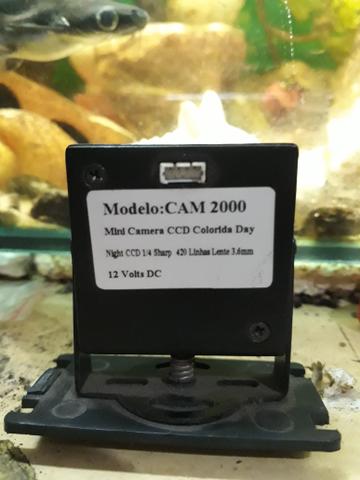 Modelo:CAM 2000
Mini Camera CCD Colorida Day
Night CCD 1/4 Sharp 420 Linhas Lente 3.6mm
12 Volts DC